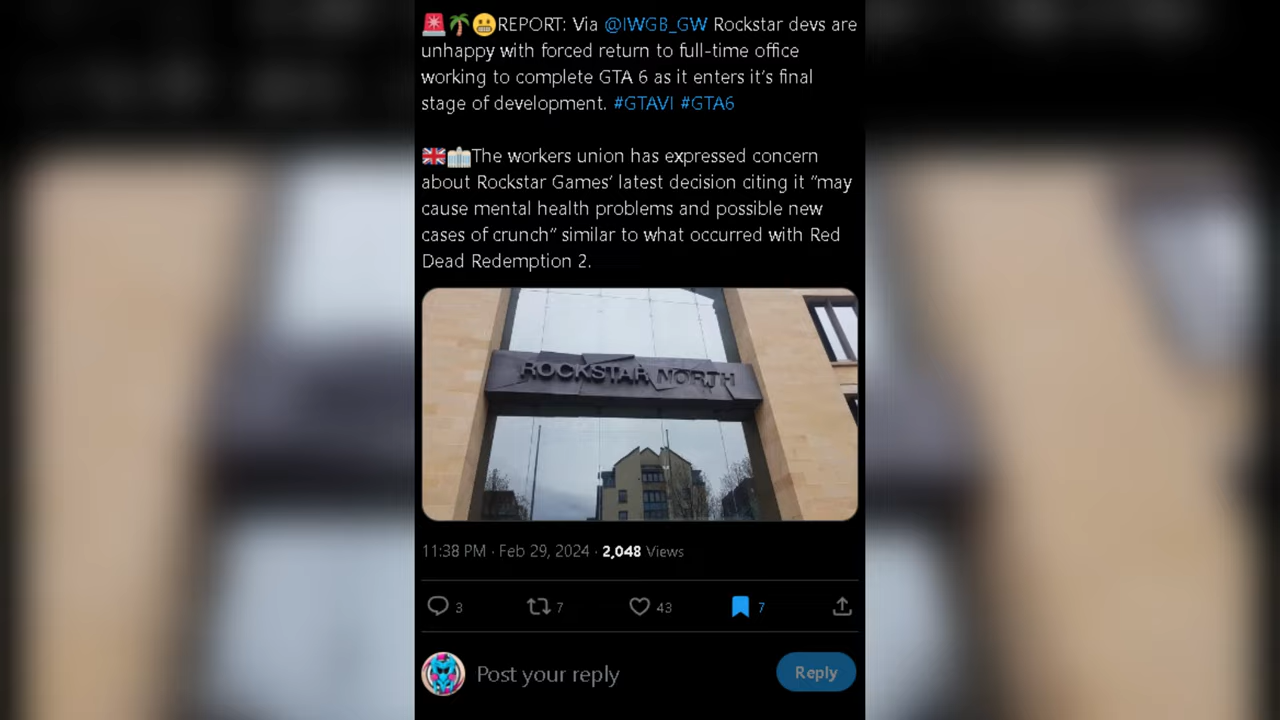 🚨🌴😬REPORT: Via @IWGB_GW Rockstar devs are
unhappy with forced return to full-time office
working to complete GTA 6 as it enters it's final
stage of development. #GTAVI #GTA6
🇬🇧🏛️The workers union has expressed concern
about Rockstar Games' latest decision citing it "may
cause mental health problems and possible new
cases of crunch" similar to what occurred with Red
Dead Redemption 2.
ROCKSTAR NORTH
11:38 PM · Feb 29, 2024 · 2,048 Views
3 7 43 7
Post your reply Reply